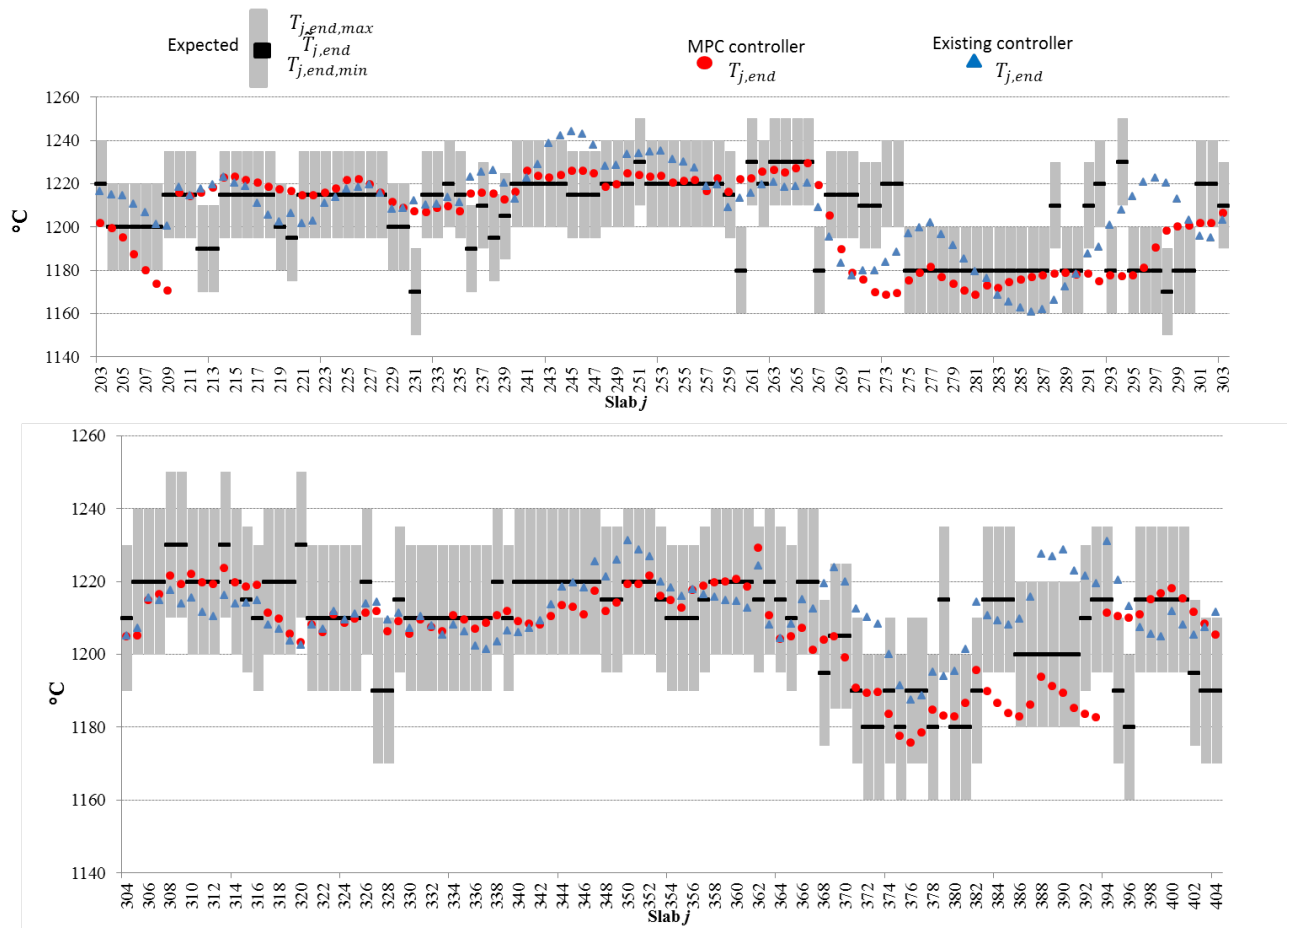 Expected
T_{j,end,max}
T̃_{j,end}
T_{j,end,min}
MPC controller
T_{j,end}
Existing controller
T_{j,end}
1260
1240
1220
1200
1180
1160
1140
°C
203 205 207 209 211 213 215 217 219 221 223 225 227 229 231 233 235 237 239 241 243 245 247 249 251 253 255 257 259 261 263 265 267 269 271 273 275 277 279 281 283 285 287 289 291 293 295 297 299 301 303
Slab j
1260
1240
1220
1200
1180
1160
1140
°C
304 306 308 310 312 314 316 318 320 322 324 326 328 330 332 334 336 338 340 342 344 346 348 350 352 354 356 358 360 362 364 366 368 370 372 374 376 378 380 382 384 386 388 390 392 394 396 398 400 402 404
Slab j